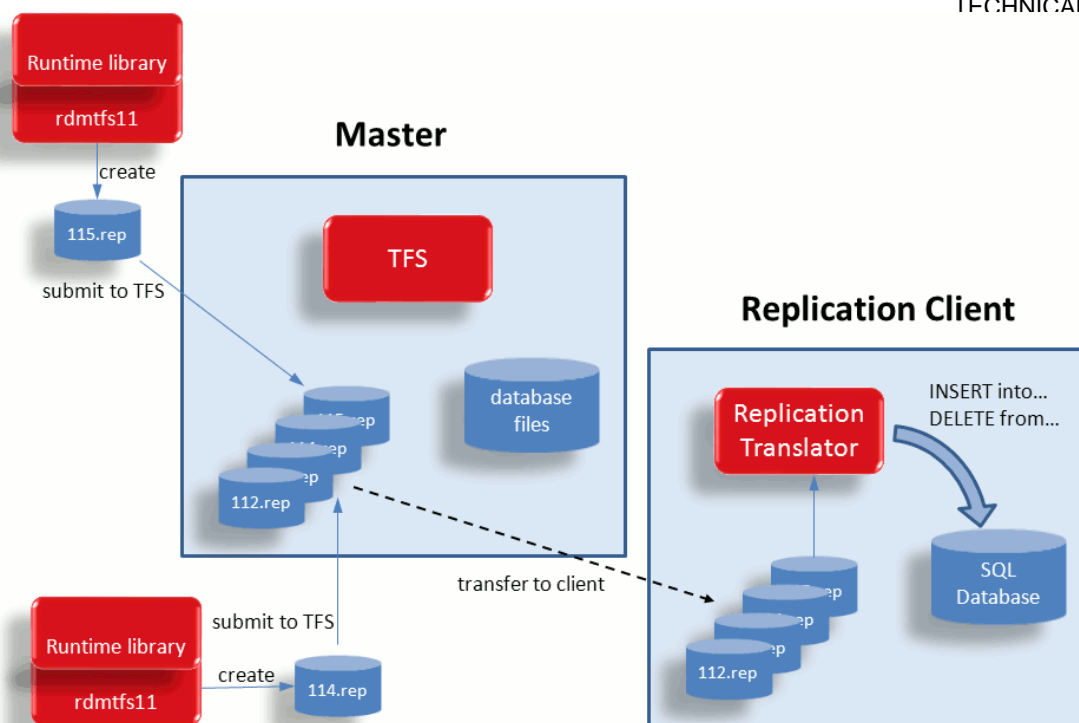 TECHNICAL
Runtime library
rdmtfs11
create
115.rep
submit to TFS
Master
TFS
database
files
112.rep
transfer to client
submit to TFS
Runtime library
rdmtfs11
create
114.rep
Replication Client
Replication
Translator
INSERT into...
DELETE from...
SQL
Database
112.rep